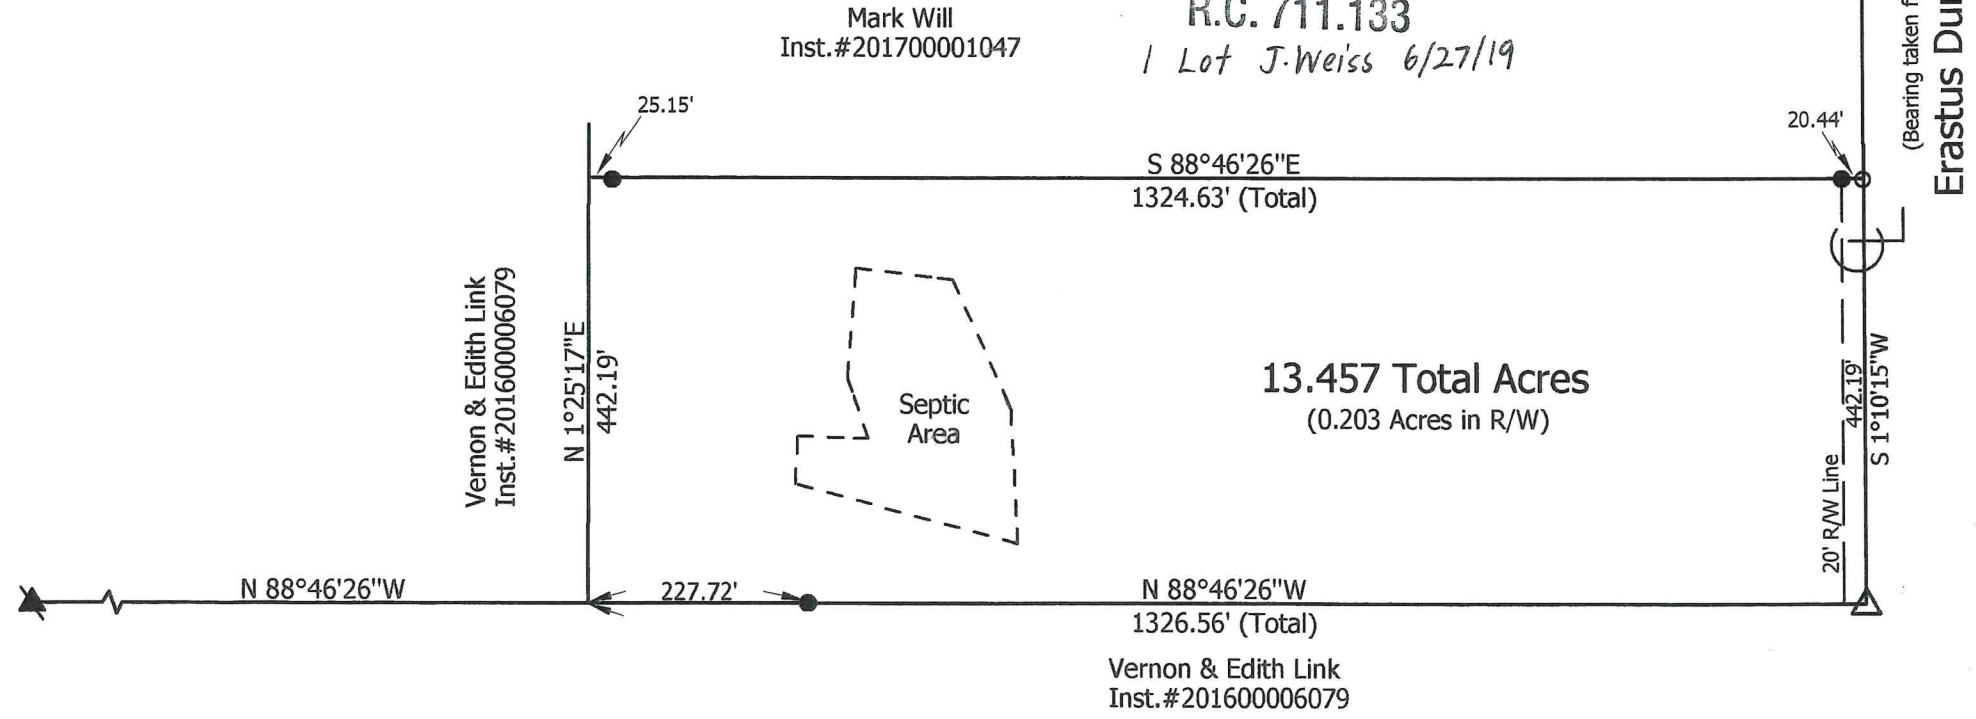 Mark Will
Inst.#201700001047
R.C. 711.133
1 Lot J.Weiss 6/27/19
(Bearing taken
Erastus
25.15'
20.44'
S 88°46'26"E
1324.63' (Total)
Vernon & Edith Link
Inst.#201600006079
N 1°25'17"E
442.19'
Septic
Area
13.457 Total Acres
(0.203 Acres in R/W)
20' R/W Line
442.19'
S 1°10'15"W
N 88°46'26"W
227.72'
N 88°46'26"W
1326.56' (Total)
Vernon & Edith Link
Inst.#201600006079